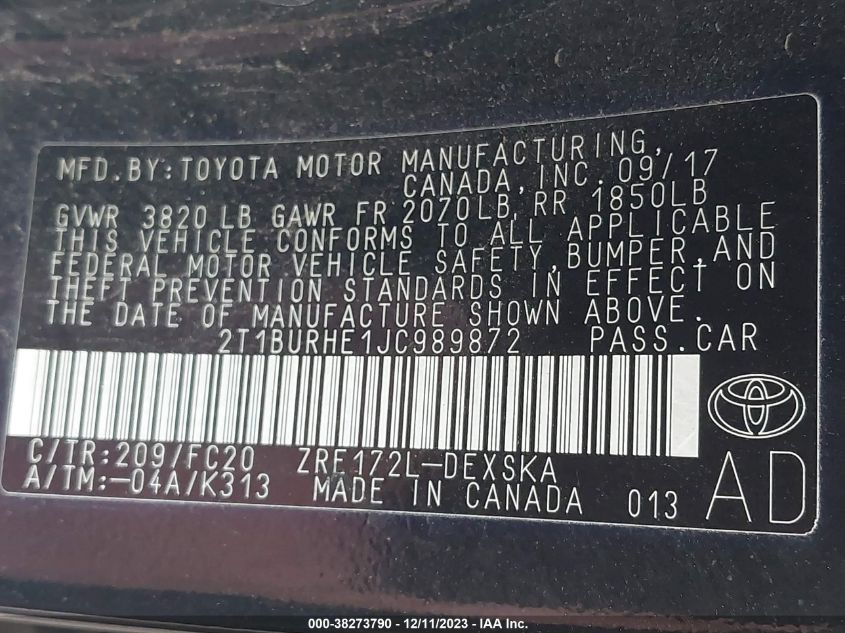 MFD.BY:TOYOTA MOTOR MANUFACTURING,
CANADA, INC. 09/17
GVWR 3820 LB GAWR FR 2070LB, RR 1850LB
THIS VEHICLE CONFORMS TO ALL APPLICABLE
FEDERAL MOTOR VEHICLE SAFETY, BUMPER, AND
THEFT PREVENTION STANDARDS IN EFFECT ON
THE DATE OF MANUFACTURE SHOWN ABOVE.
2T1BURHE1JC989872 PASS.CAR
C/TR:209/FC20 ZRE172L-DEXSKA
A/TM:-04A/K313 MADE IN CANADA 013
AD
000-38273790 - 12/11/2023 - IAA Inc.